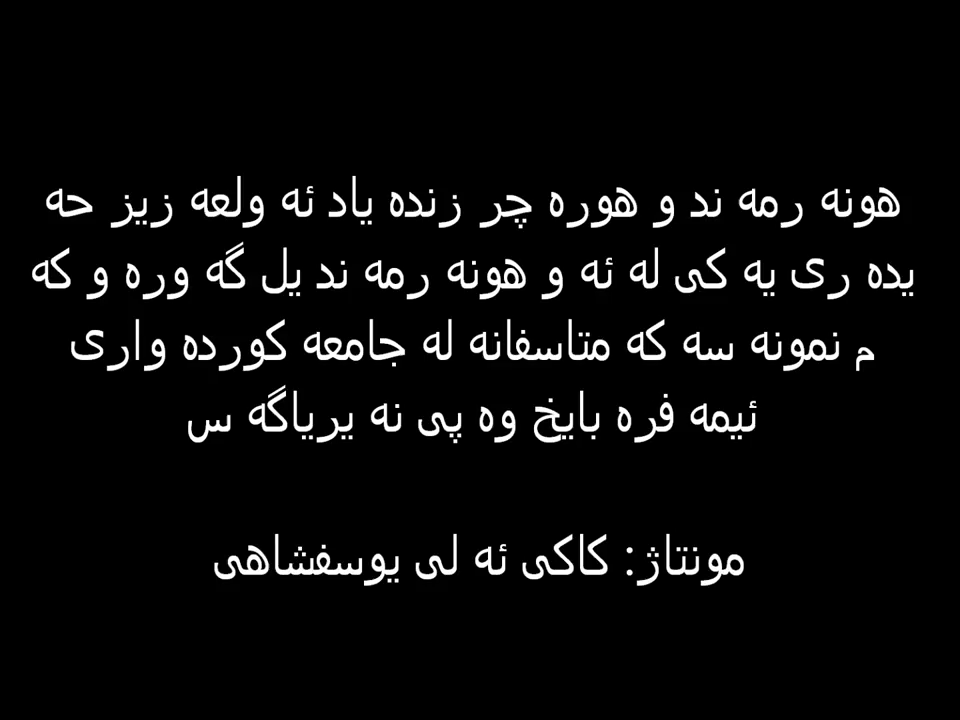 هونه رمه ند و هوره چر زنده یاد ئه ولعه زیز حه
یده ری یه کی له ئه و هونه رمه ند یل گه وره و که
م نمونه سه که متاسفانه له جامعه کورده واری
ئیمه فره بایخ وه پی نه یریاگه س
مونتاژ: کاکی ئه لی یوسفشاهی